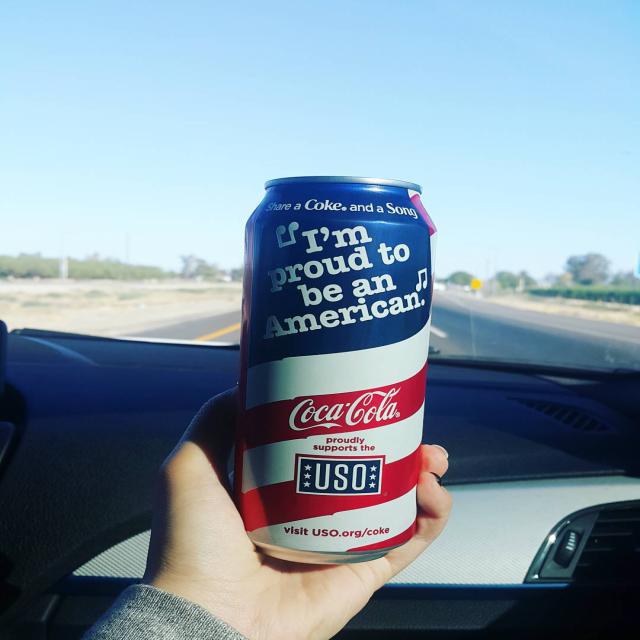 Share a Coke® and a Song
“I'm
proud to
be an
American.”
Coca-Cola®
proudly
supports the
USO
visit USO.org/coke